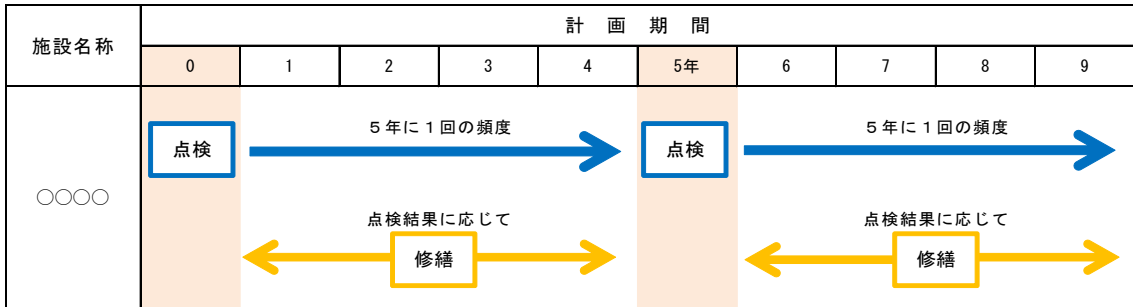 施設名称
計画期間
0 1 2 3 4 5年 6 7 8 9
点検 5年に1回の頻度 点検 5年に1回の頻度
○○○○
点検結果に応じて 点検結果に応じて
修繕 修繕